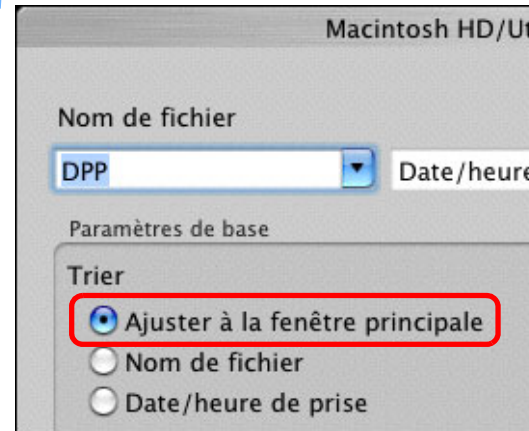 Macintosh HD/Ut
Nom de fichier
DPP Date/heure
Paramètres de base
Trier
Ajuster à la fenêtre principale
Nom de fichier
Date/heure de prise